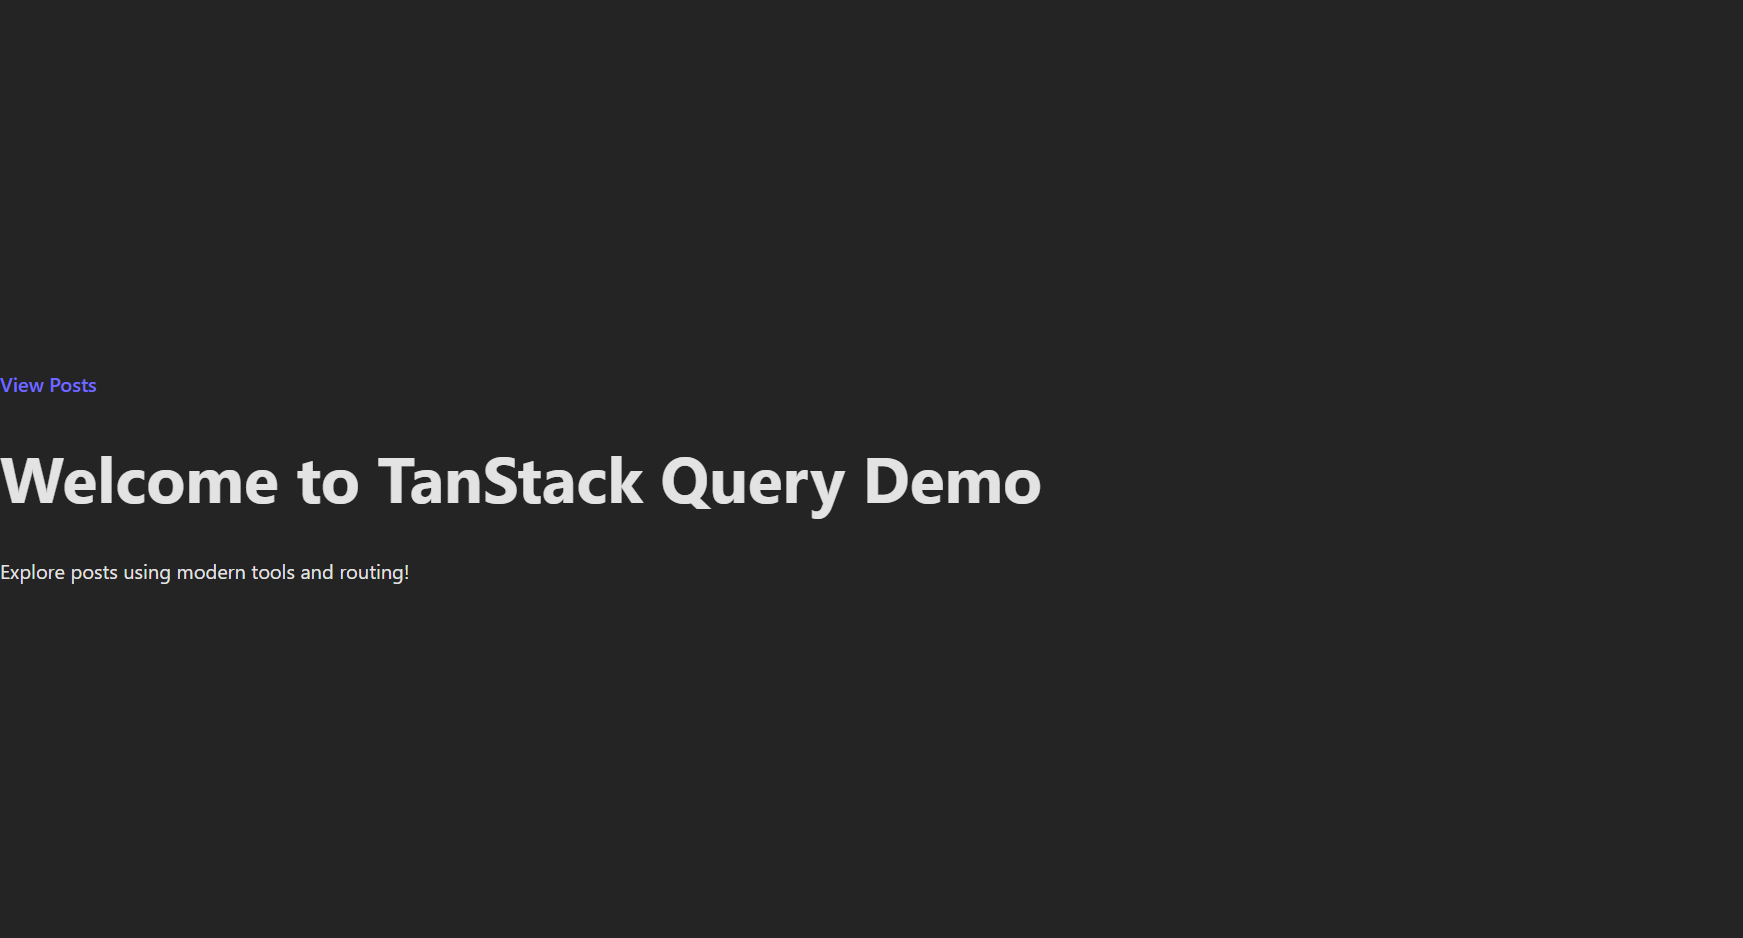 View Posts
Welcome to TanStack Query Demo
Explore posts using modern tools and routing!